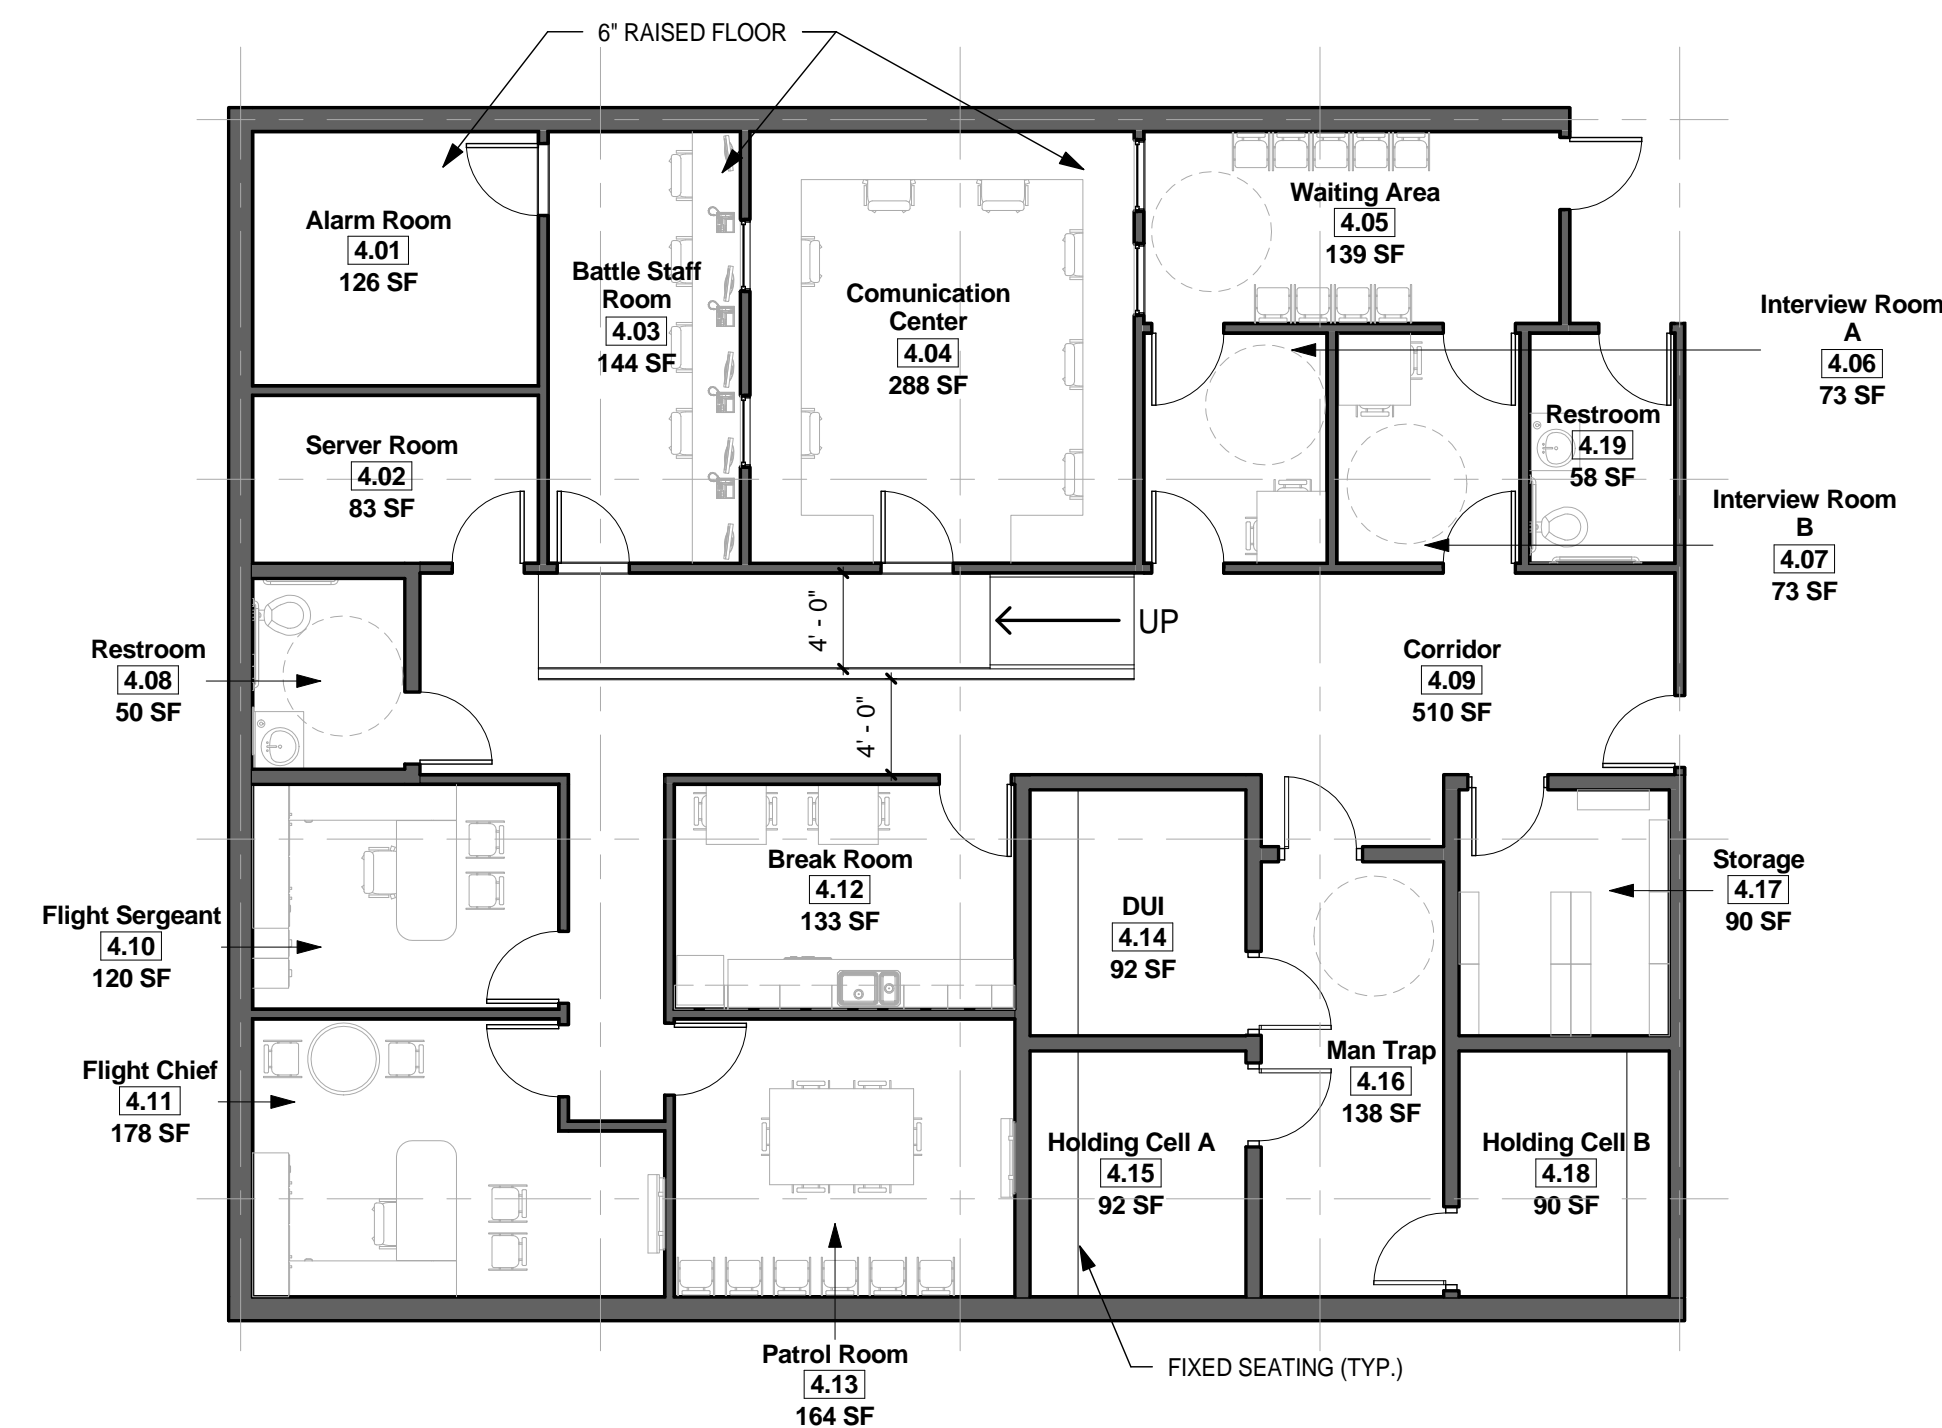 6" RAISED FLOOR
Alarm Room
4.01
126 SF
Battle Staff
Room
4.03
144 SF
Comunication
Center
4.04
288 SF
Waiting Area
4.05
139 SF
Interview Room
A
4.06
73 SF
Server Room
4.02
83 SF
Restroom
4.19
58 SF
Interview Room
B
4.07
73 SF
4' - 0"
UP
Restroom
4.08
50 SF
Corridor
4.09
510 SF
4' - 0"
Flight Sergeant
4.10
120 SF
Break Room
4.12
133 SF
DUI
4.14
92 SF
Storage
4.17
90 SF
Flight Chief
4.11
178 SF
Man Trap
4.16
138 SF
Holding Cell A
4.15
92 SF
Holding Cell B
4.18
90 SF
Patrol Room
4.13
164 SF
FIXED SEATING (TYP.)